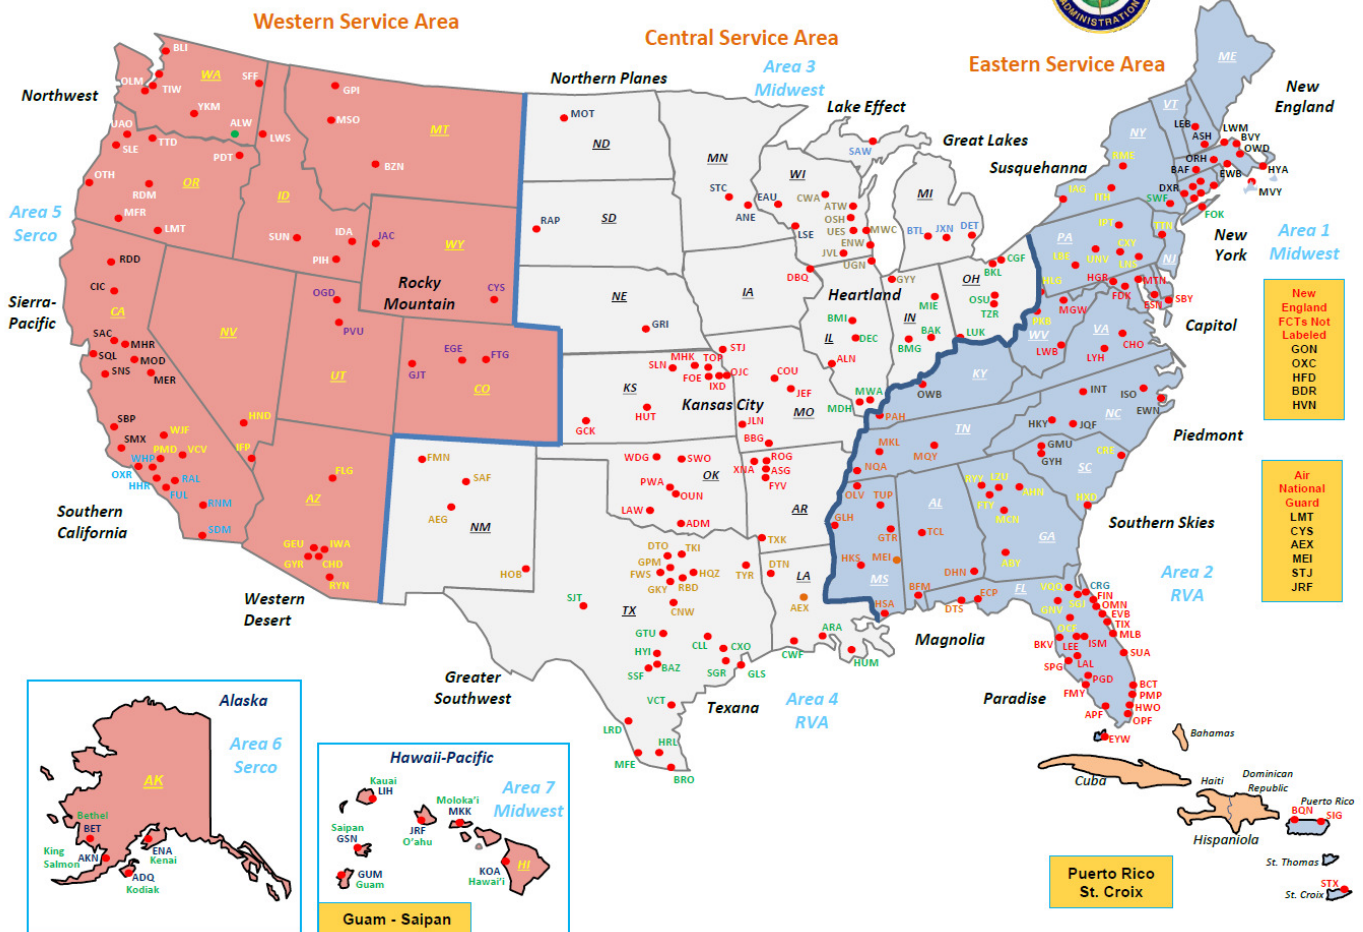 ADMINISTRATION
Western Service Area
Central Service Area
Eastern Service Area
Area 3
Midwest
Northern Planes
Lake Effect
Great Lakes
New
England
Northwest
Susquehanna
Area 5
Serco
New
York
Area 1
Midwest
Sierra-
Pacific
Rocky
Mountain
Heartland
Capitol
Kansas City
Piedmont
Southern
California
Southern Skies
Western
Desert
Area 2
RVA
Magnolia
Greater
Southwest
Texana
Area 4
RVA
Paradise
WA
BLI
OLM
TIW
SFF
YKM
ALW
UAO
SLE
TTD
LWS
PDT
OTH
RDM
OR
MFR
LMT
GPI
MSO
MT
BZN
ID
SUN
IDA
PIH
JAC
WY
CYS
RDD
CIC
CA
SAC
MHR
SQL
MOD
SNS
MER
NV
OGD
PVU
UT
EGE
FTG
GJT
CO
SBP
SMX
WJF
PMD
VCV
WHP
OXR
HHR
RAL
FUL
RNM
SDM
HND
IFP
FLG
AZ
GEU
IWA
GYR
CHD
RYN
MOT
ND
RAP
SD
NE
GRI
MN
STC
ANE
EAU
WI
CWA
ATW
OSH
UES
MWC
LSE
ENW
JVL
UGN
SAW
MI
BTL
JXN
DET
DBQ
IA
GYY
BMI
DEC
IL
ALN
MWA
MDH
MIE
IN
BAK
BMG
OH
BKL
CGF
OSU
TZR
LUK
KS
SLN
MHK
TOP
STJ
FOE
IXD
OJC
HUT
GCK
COU
JEF
MO
JLN
BBG
WDG
SWO
OK
PWA
OUN
LAW
ADM
XNA
ROG
ASG
FYV
AR
TXK
FMN
SAF
AEG
NM
HOB
DTO
TKI
GPM
FWS
HQZ
GKY
RBD
TYR
CNW
SJT
TX
GTU
HYI
BAZ
SSF
CLL
CXO
SGR
GLS
VCT
LRD
HRL
MFE
BRO
DTN
LA
AEX
CWF
ARA
HUM
ME
VT
LEB
ASH
LWM
BVY
OWD
NY
RME
ORH
BAF
EWB
HYA
MVY
DXR
IAG
ITH
SWF
FOK
IPT
TTN
PA
CXY
UNV
LBE
LNS
NJ
HLG
HGR
MTN
FDK
ESN
SBY
PKB
MGW
VA
WV
CHO
LWB
LYH
KY
OWB
INT
ISO
NC
EWN
HKY
JQF
PAH
TN
MKL
MQY
NQA
GMU
GYH
CRE
SC
OLV
TUP
AL
RYY
LZU
AHN
FTY
MCN
HXD
GLH
GTR
TCL
GA
HKS
MEI
ABY
MS
BFM
DHN
HSA
DTS
ECP
FL
VQQ
CRG
SGJ
FIN
GNV
OMN
EVB
TIX
OCF
MLB
BKV
LEE
ISM
SUA
SPG
LAL
PGD
BCT
FMY
PMP
HWO
APF
OPF
EYW
Bahamas
Cuba
Haiti
Dominican
Republic
Hispaniola
Puerto Rico
BQN
SIG
St. Thomas
STX
St. Croix
New
England
FCTs Not
Labeled
GON
OXC
HFD
BDR
HVN
Air
National
Guard
LMT
CYS
AEX
MEI
STJ
JRF
Puerto Rico
St. Croix
Alaska
Area 6
Serco
AK
Bethel
BET
King
Salmon
AKN
ENA
Kenai
ADQ
Kodiak
Hawaii-Pacific
Area 7
Midwest
Kauai
LIH
Moloka'i
MKK
Saipan
GSN
JRF
O'ahu
GUM
Guam
KOA
Hawai'i
HI
Guam - Saipan